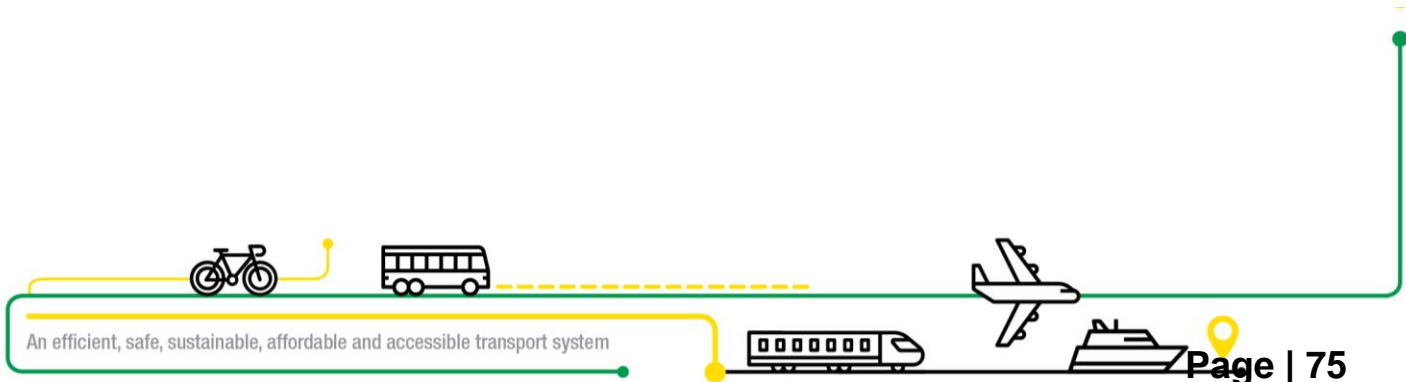 An efficient, safe, sustainable, affordable and accessible transport system
Page | 75